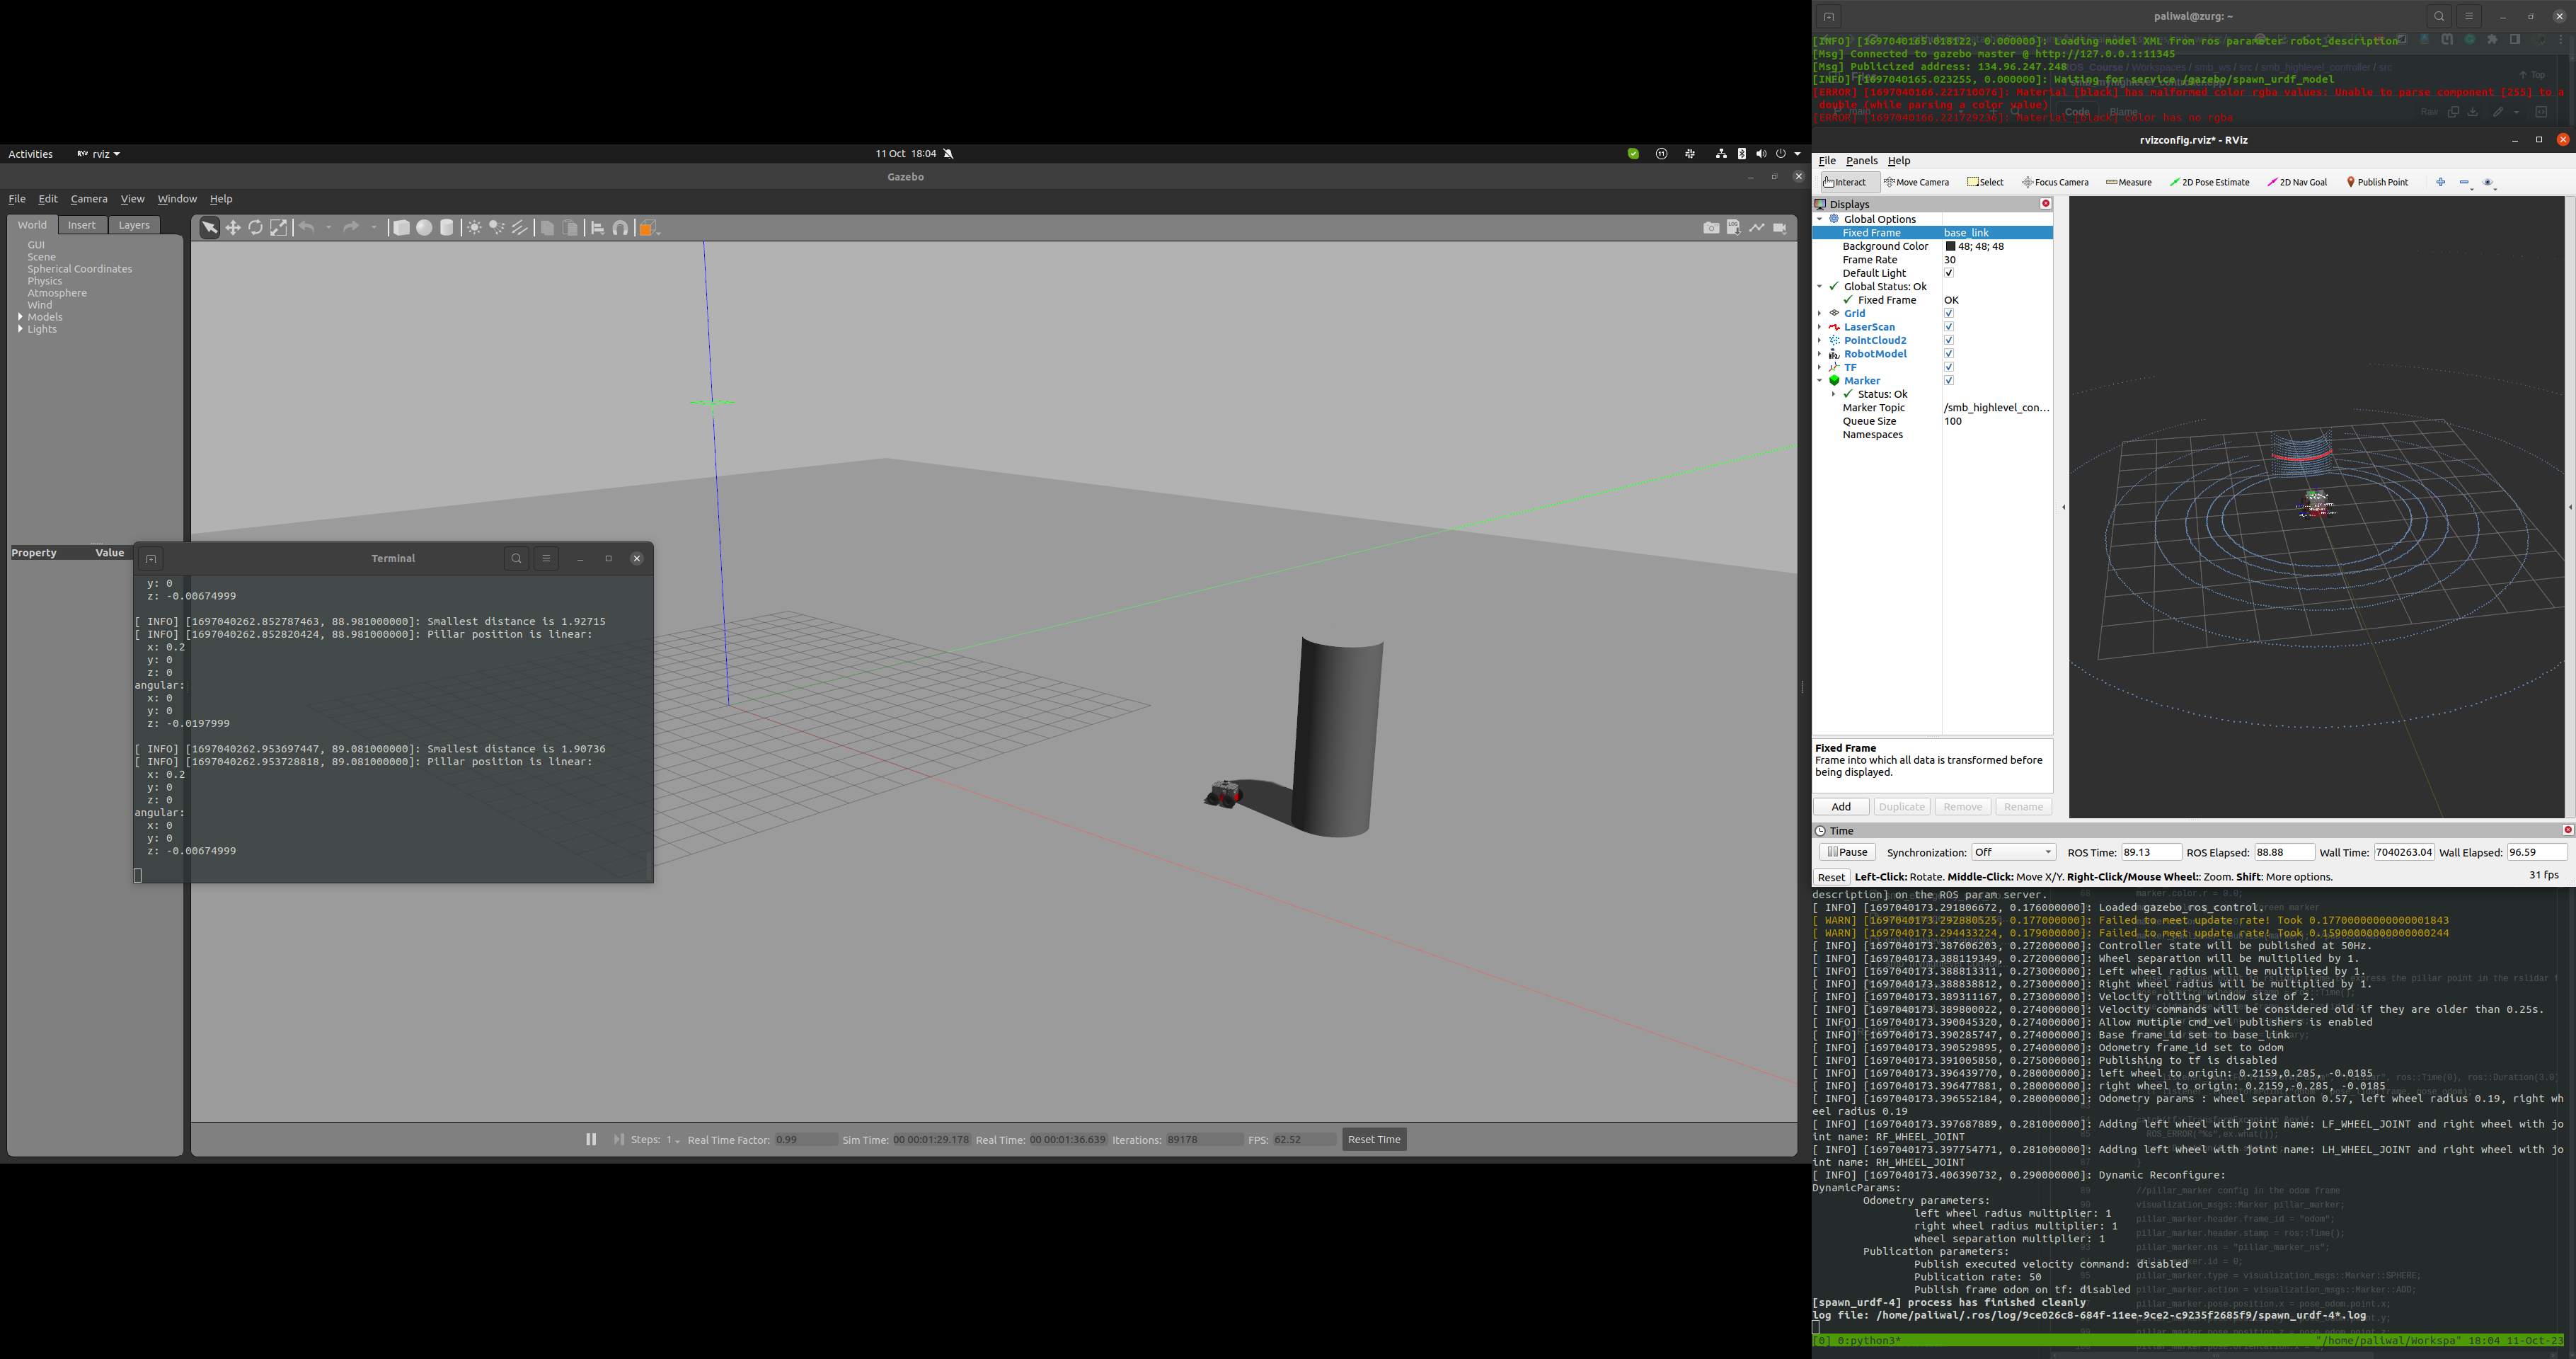 Activities
rviz
11 Oct 18:04
Gazebo
File Edit Camera View Window Help
World Insert Layers
GUI
Scene
Spherical Coordinates
Physics
Atmosphere
Wind
Models
Lights
Property Value
Terminal
y: 0
z: -0.00674999
[ INFO] [1697040262.852787463, 88.981000000]: Smallest distance is 1.92715
[ INFO] [1697040262.852820424, 88.981000000]: Pillar position is linear:
x: 0.2
y: 0
z: 0
angular:
x: 0
y: 0
z: -0.0197999
[ INFO] [1697040262.953697447, 89.081000000]: Smallest distance is 1.90736
[ INFO] [1697040262.953728818, 89.081000000]: Pillar position is linear:
x: 0.2
y: 0
z: 0
angular:
x: 0
y: 0
z: -0.00674999
Steps: 1 Real Time Factor: 0.99 Sim Time: 00 00:01:29.178 Real Time: 00 00:01:36.639 Iterations: 89178 FPS: 62.52 Reset Time
paliwal@zurg: ~
[INFO] [1697040165.018122, 0.000000]: Loading model XML from ros parameter robot_description
[Msg] Connected to gazebo master @ http://127.0.0.1:11345
[Msg] Publicized address: 134.96.247.248
[INFO] [1697040165.023255, 0.000000]: Waiting for service /gazebo/spawn_urdf_model
[ERROR] [1697040166.221710076]: Material [black] has malformed color rgba values: Unable to parse component [255] to a
double (while parsing a color value)
[ERROR] [1697040166.221729236]: Material [black] color has no rgba
rvizconfig.rviz* - RViz
File Panels Help
Interact Move Camera Select Focus Camera Measure 2D Pose Estimate 2D Nav Goal Publish Point
Displays
Global Options
Fixed Frame base_link
Background Color 48; 48; 48
Frame Rate 30
Default Light
Global Status: Ok
Fixed Frame OK
Grid
LaserScan
PointCloud2
RobotModel
TF
Marker
Status: Ok
Marker Topic /smb_highlevel_con...
Queue Size 100
Namespaces
Fixed Frame
Frame into which all data is transformed before
being displayed.
Add Duplicate Remove Rename
Time
Pause Synchronization: Off ROS Time: 89.13 ROS Elapsed: 88.88 Wall Time: 7040263.04 Wall Elapsed: 96.59
Reset Left-Click: Rotate. Middle-Click: Move X/Y. Right-Click/Mouse Wheel:: Zoom. Shift: More options. 31 fps
description] on the ROS param server.
[ INFO] [1697040173.291806672, 0.176000000]: Loaded gazebo_ros_control.
[ WARN] [1697040173.292880525, 0.177000000]: Failed to meet update rate! Took 0.17700000000000001843
[ WARN] [1697040173.294433224, 0.179000000]: Failed to meet update rate! Took 0.15900000000000000244
[ INFO] [1697040173.387606203, 0.272000000]: Controller state will be published at 50Hz.
[ INFO] [1697040173.388119349, 0.272000000]: Wheel separation will be multiplied by 1.
[ INFO] [1697040173.388813311, 0.273000000]: Left wheel radius will be multiplied by 1.
[ INFO] [1697040173.388838812, 0.273000000]: Right wheel radius will be multiplied by 1.
[ INFO] [1697040173.389311167, 0.273000000]: Velocity rolling window size of 2.
[ INFO] [1697040173.389800022, 0.274000000]: Velocity commands will be considered old if they are older than 0.25s.
[ INFO] [1697040173.390045320, 0.274000000]: Allow mutiple cmd_vel publishers is enabled
[ INFO] [1697040173.390285747, 0.274000000]: Base frame_id set to base_link
[ INFO] [1697040173.390529895, 0.274000000]: Odometry frame_id set to odom
[ INFO] [1697040173.391005850, 0.275000000]: Publishing to tf is disabled
[ INFO] [1697040173.396439770, 0.280000000]: left wheel to origin: 0.2159,0.285, -0.0185
[ INFO] [1697040173.396477881, 0.280000000]: right wheel to origin: 0.2159,-0.285, -0.0185
[ INFO] [1697040173.396552184, 0.280000000]: Odometry params : wheel separation 0.57, left wheel radius 0.19, right wh
eel radius 0.19
[ INFO] [1697040173.397687889, 0.281000000]: Adding left wheel with joint name: LF_WHEEL_JOINT and right wheel with jo
int name: RF_WHEEL_JOINT
[ INFO] [1697040173.397754771, 0.281000000]: Adding left wheel with joint name: LH_WHEEL_JOINT and right wheel with jo
int name: RH_WHEEL_JOINT
[ INFO] [1697040173.406390732, 0.290000000]: Dynamic Reconfigure:
DynamicParams:
Odometry parameters:
left wheel radius multiplier: 1
right wheel radius multiplier: 1
wheel separation multiplier: 1
Publication parameters:
Publish executed velocity command: disabled
Publication rate: 50
Publish frame odom on tf: disabled
[spawn_urdf-4] process has finished cleanly
log file: /home/paliwal/.ros/log/9ce026c8-684f-11ee-9ce2-c9235f2685f9/spawn_urdf-4*.log
[0] 0:python3* "/home/paliwal/Workspa" 18:04 11-Oct-23